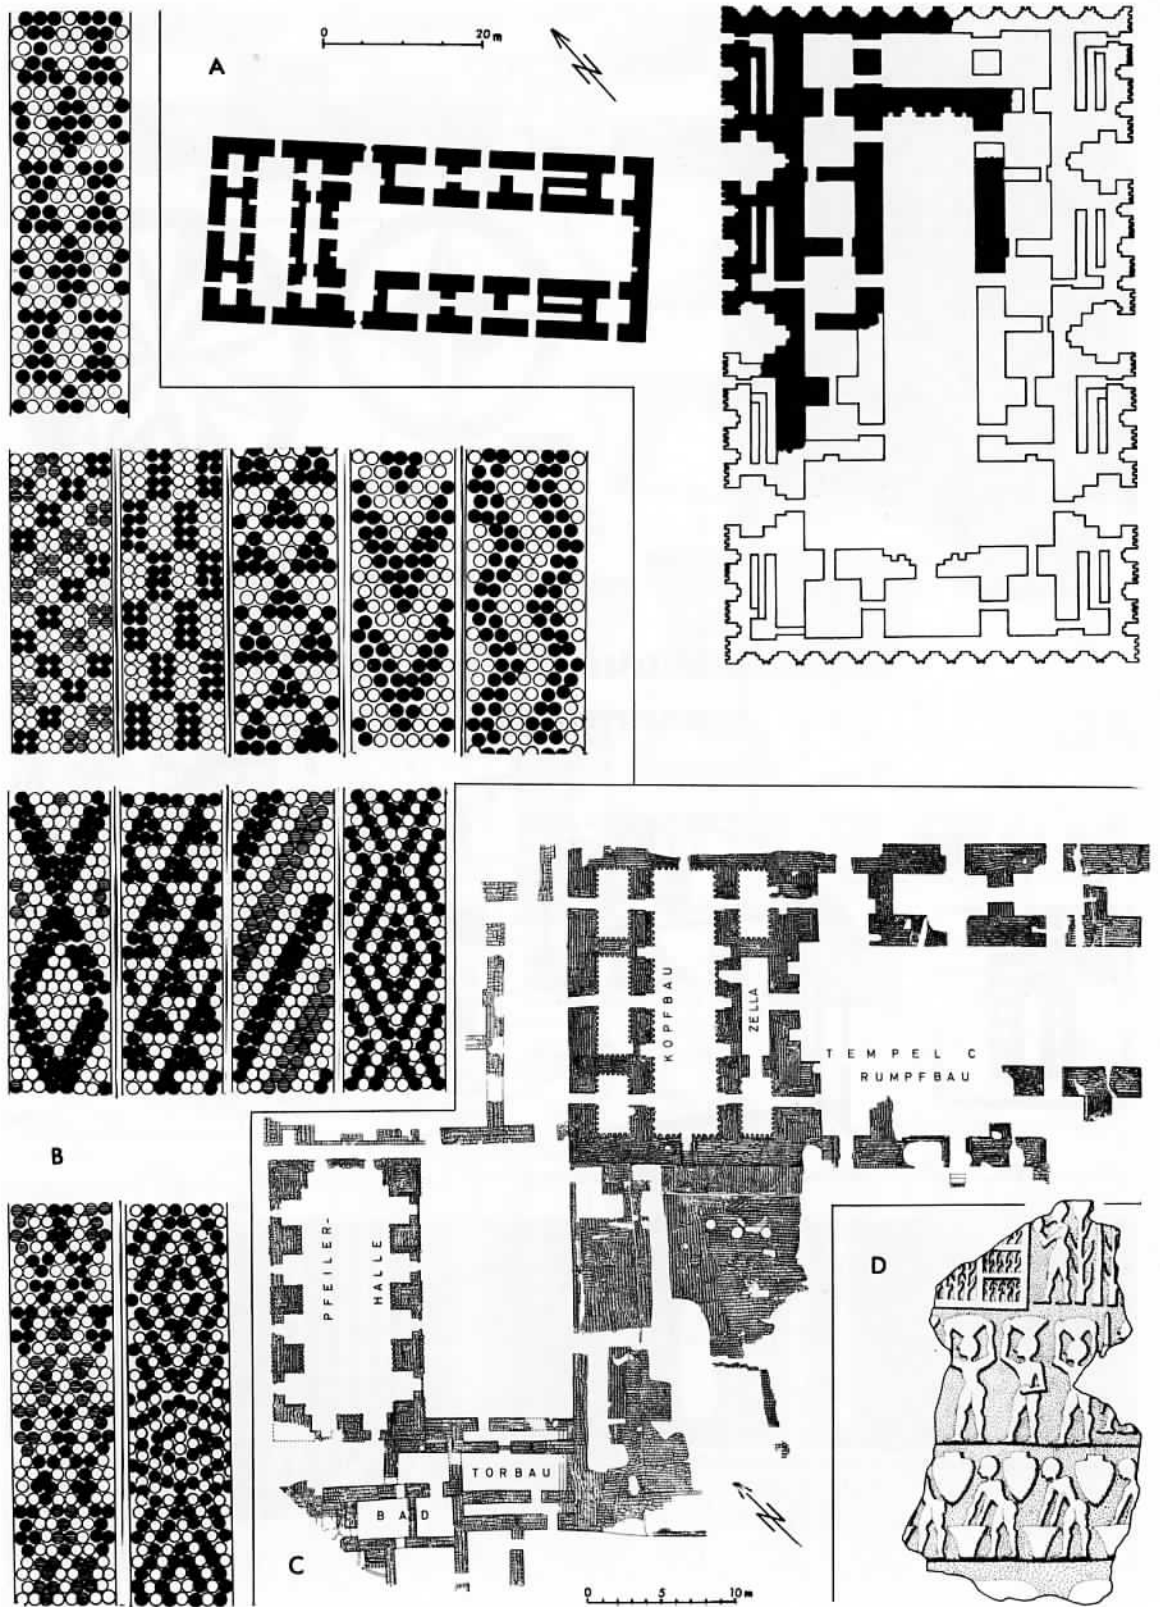 0 20 m
A
KOPFBAU
ZELLA
TEMPEL C
RUMPFBAU
B
PFEILER-
HALLE
D
TORBAU
BAD
C
0 5 10 m